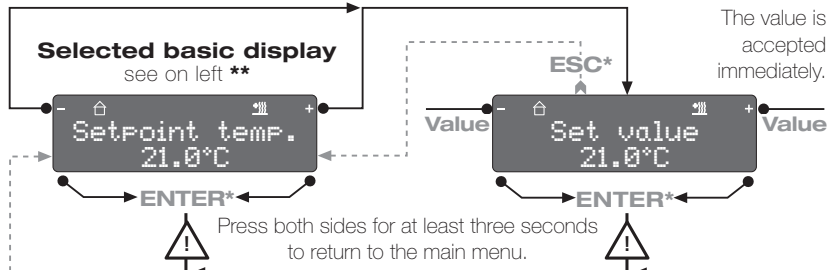 The value is
accepted
immediately.
Selected basic display
see on left **
ESC*
- +
Setpoint temp.
21.0°C
Value
- +
Set value
21.0°C
Value
ENTER*
ENTER*
Press both sides for at least three seconds
to return to the main menu.
!
!